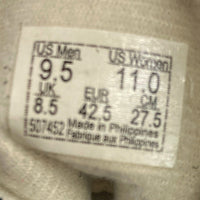 US Men US Women
9.5 11.0
UK EUR CM
8.5 42.5 27.5
507452 Made in Philippines
Fabrique aux Philippines